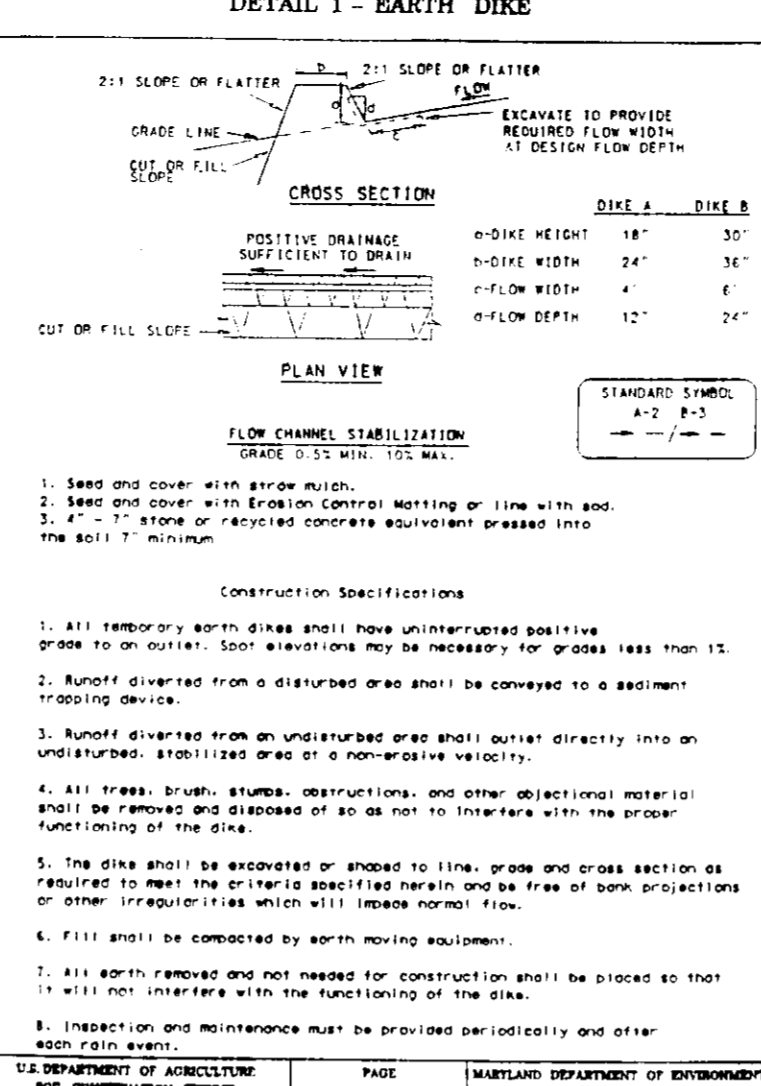 DETAIL 1 - EARTH DIKE
2:1 SLOPE OR FLATTER
b
2:1 SLOPE OR FLATTER
FLOW
a
d
GRADE LINE
c
EXCAVATE TO PROVIDE
REQUIRED FLOW WIDTH
AT DESIGN FLOW DEPTH
CUT OR FILL
SLOPE
CROSS SECTION
DIKE A DIKE B
a-DIKE HEIGHT 18" 30"
b-DIKE WIDTH 24" 36"
c-FLOW WIDTH 4' 6'
d-FLOW DEPTH 12" 24"
POSITIVE DRAINAGE
SUFFICIENT TO DRAIN
CUT OR FILL SLOPE
PLAN VIEW
STANDARD SYMBOL
A-2 B-3
FLOW CHANNEL STABILIZATION
GRADE 0.5% MIN. 10% MAX.
1. Seed and cover with straw mulch.
2. Seed and cover with Erosion Control Matting or line with sod.
3. 4" - 7" stone or recycled concrete equivalent pressed into
the soil 7" minimum
Construction Specifications
1. All temporary earth dikes shall have uninterrupted positive
grade to an outlet. Spot elevations may be necessary for grades less than 1%.
2. Runoff diverted from a disturbed area shall be conveyed to a sediment
trapping device.
3. Runoff diverted from an undisturbed area shall outlet directly into an
undisturbed, stabilized area at a non-erosive velocity.
4. All trees, brush, stumps, obstructions, and other objectional material
shall be removed and disposed of so as not to interfere with the proper
functioning of the dike.
5. The dike shall be excavated or shaped to line, grade and cross section as
required to meet the criteria specified herein and be free of bank projections
or other irregularities which will impede normal flow.
6. Fill shall be compacted by earth moving equipment.
7. All earth removed and not needed for construction shall be placed so that
it will not interfere with the functioning of the dike.
8. Inspection and maintenance must be provided periodically and after
each rain event.
U.S. DEPARTMENT OF AGRICULTURE
PAGE
MARYLAND DEPARTMENT OF ENVIRONMENT